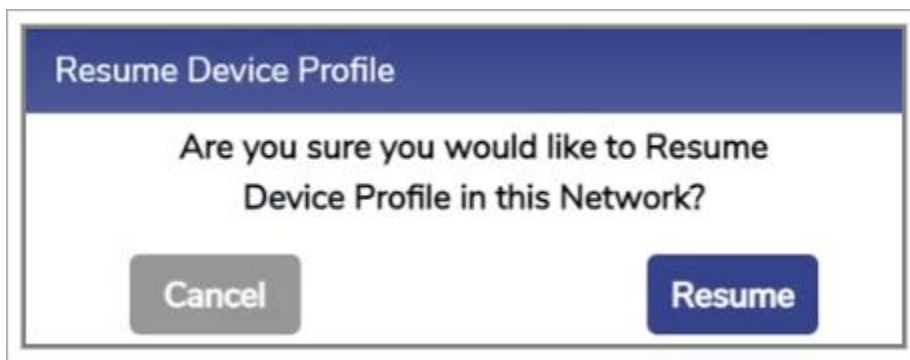 Resume Device Profile
Are you sure you would like to Resume
Device Profile in this Network?
Cancel
Resume